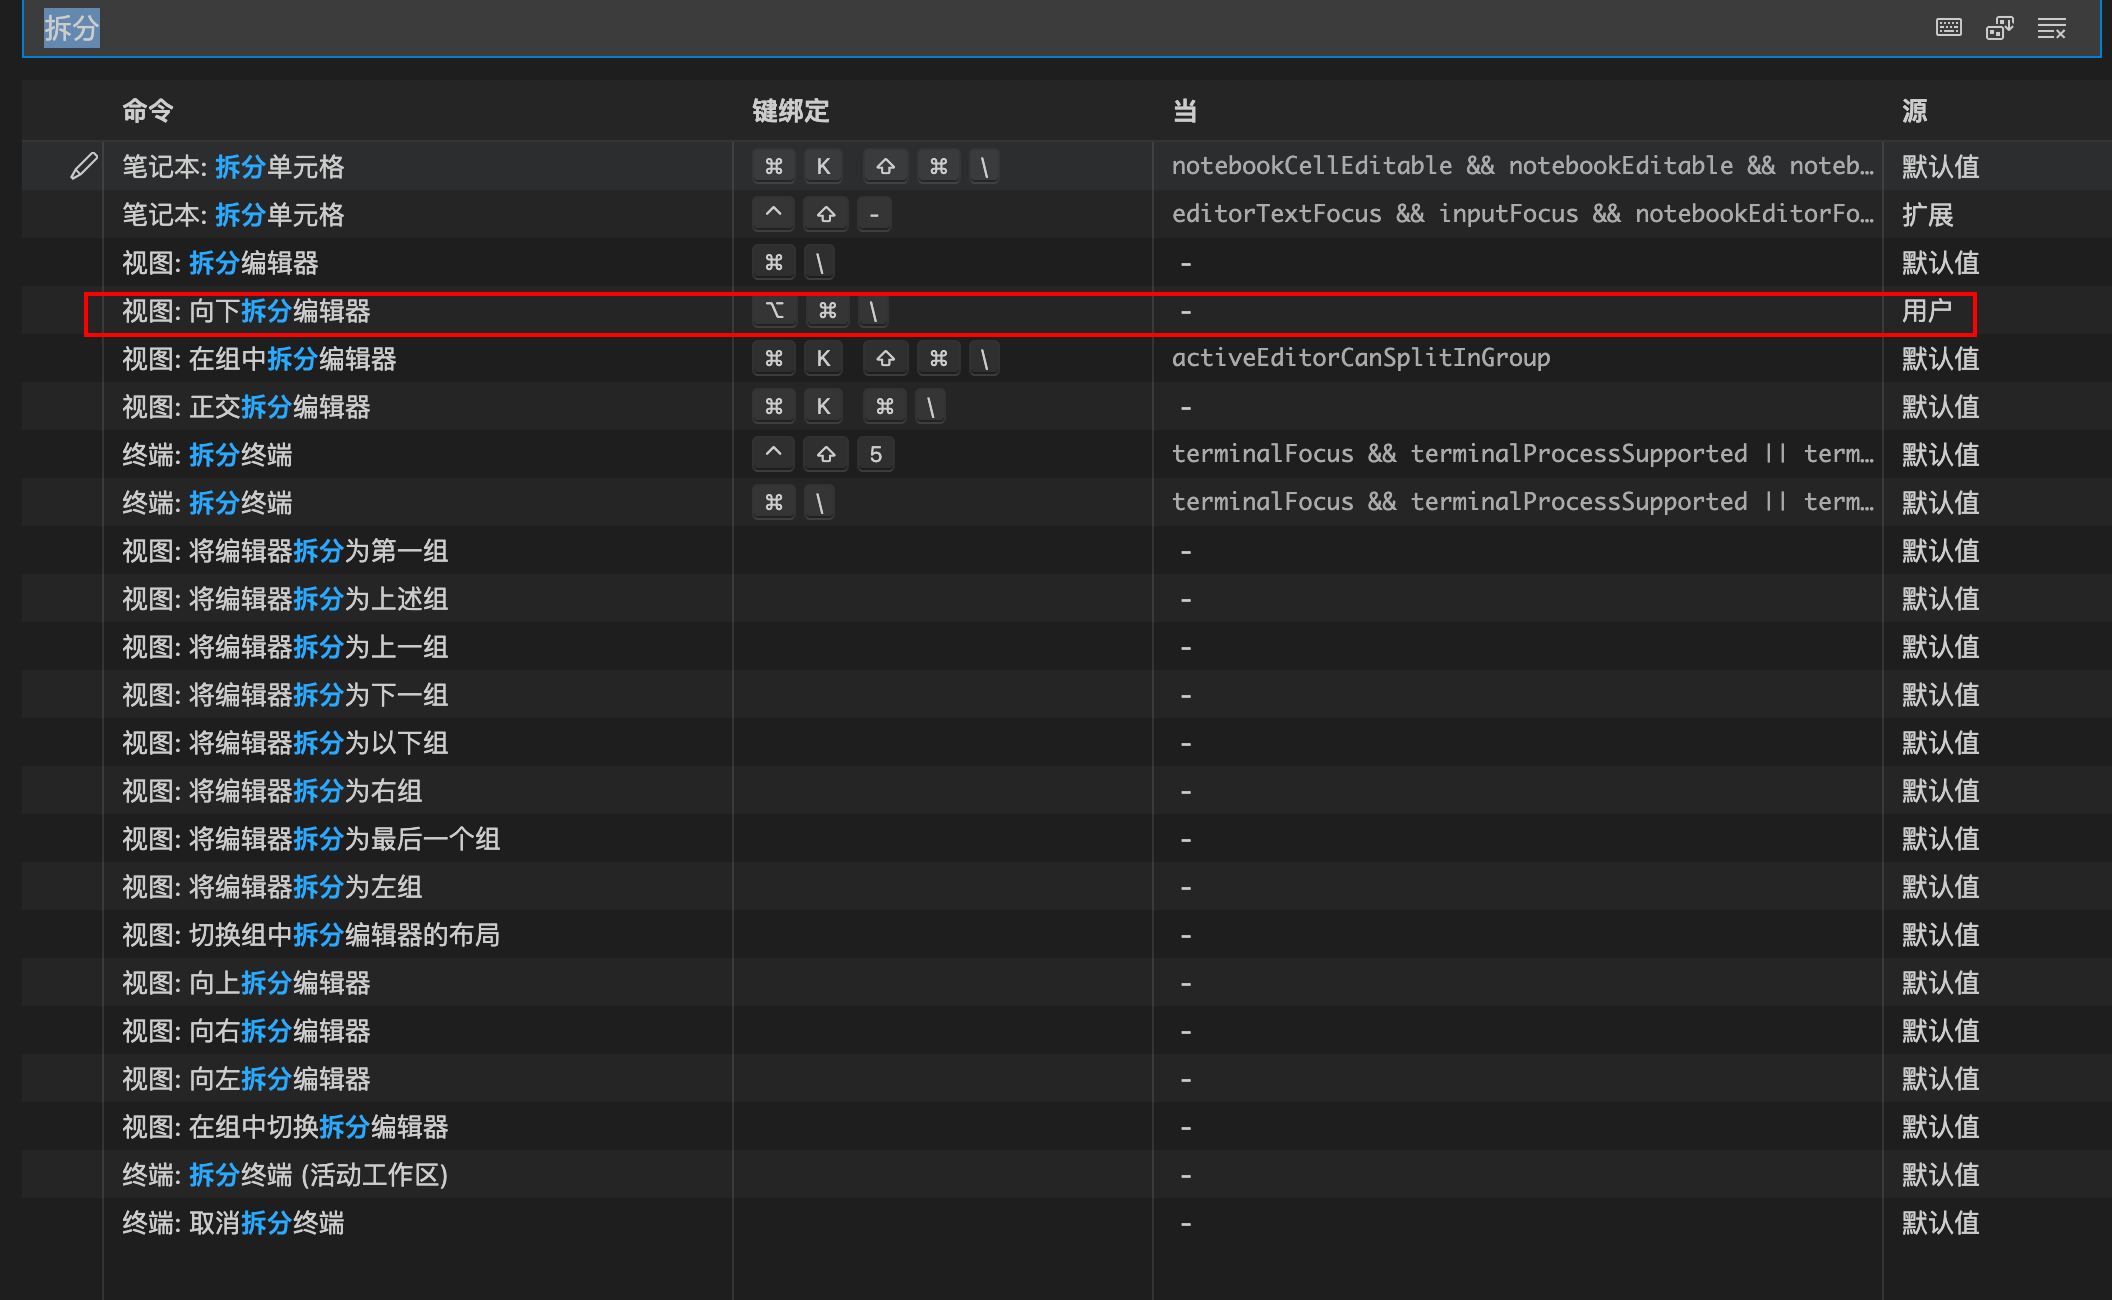 拆分
命令 键绑定 当 源
笔记本: 拆分单元格 ⌘ K ⇧ ⌘ \ notebookCellEditable && notebookEditable && noteb… 默认值
笔记本: 拆分单元格 ^ ⇧ - editorTextFocus && inputFocus && notebookEditorFo… 扩展
视图: 拆分编辑器 ⌘ \ - 默认值
视图: 向下拆分编辑器 ⌥ ⌘ \ - 用户
视图: 在组中拆分编辑器 ⌘ K ⇧ ⌘ \ activeEditorCanSplitInGroup 默认值
视图: 正交拆分编辑器 ⌘ K ⌘ \ - 默认值
终端: 拆分终端 ^ ⇧ 5 terminalFocus && terminalProcessSupported || term… 默认值
终端: 拆分终端 ⌘ \ terminalFocus && terminalProcessSupported || term… 默认值
视图: 将编辑器拆分为第一组 - 默认值
视图: 将编辑器拆分为上述组 - 默认值
视图: 将编辑器拆分为上一组 - 默认值
视图: 将编辑器拆分为下一组 - 默认值
视图: 将编辑器拆分为以下组 - 默认值
视图: 将编辑器拆分为右组 - 默认值
视图: 将编辑器拆分为最后一个组 - 默认值
视图: 将编辑器拆分为左组 - 默认值
视图: 切换组中拆分编辑器的布局 - 默认值
视图: 向上拆分编辑器 - 默认值
视图: 向右拆分编辑器 - 默认值
视图: 向左拆分编辑器 - 默认值
视图: 在组中切换拆分编辑器 - 默认值
终端: 拆分终端 (活动工作区) - 默认值
终端: 取消拆分终端 - 默认值